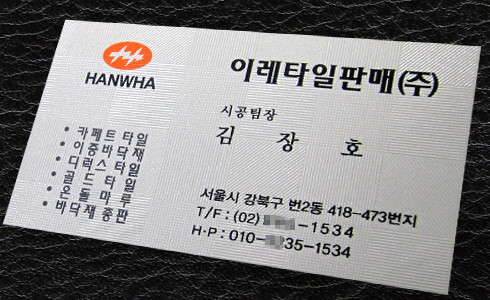 HANWHA
이레타일판매(주)
시공팀장
김 장 호
• 카페트 타일
• 이중바닥재
• 디럭스 타일
• 골드타일
• 온돌마루
• 바닥재총판
서울시 강북구 번2동 418-473번지
T/F : (02) -1534
H·P : 010- 35-1534